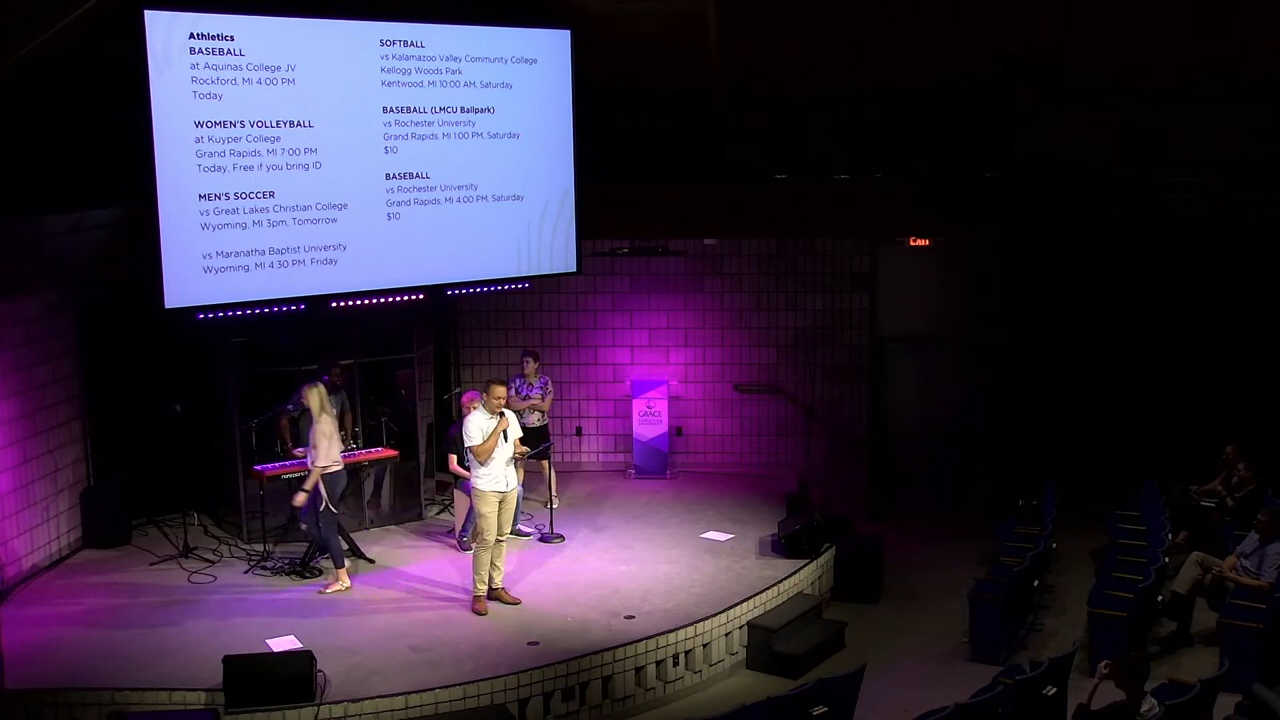 Athletics
BASEBALL
at Aquinas College JV
Rockford, MI 4:00 PM
Today
WOMEN'S VOLLEYBALL
at Kuyper College
Grand Rapids, MI 7:00 PM
Today, Free if you bring ID
MEN'S SOCCER
vs Great Lakes Christian College
Wyoming, MI 3pm, Tomorrow
vs Maranatha Baptist University
Wyoming, MI 4:30 PM, Friday
SOFTBALL
vs Kalamazoo Valley Community College
Kellogg Woods Park
Kentwood, MI 10:00 AM, Saturday
BASEBALL (LMCU Ballpark)
vs Rochester University
Grand Rapids, MI 1:00 PM, Saturday
$10
BASEBALL
vs Rochester University
Grand Rapids, MI 4:00 PM, Saturday
$10
GRACE